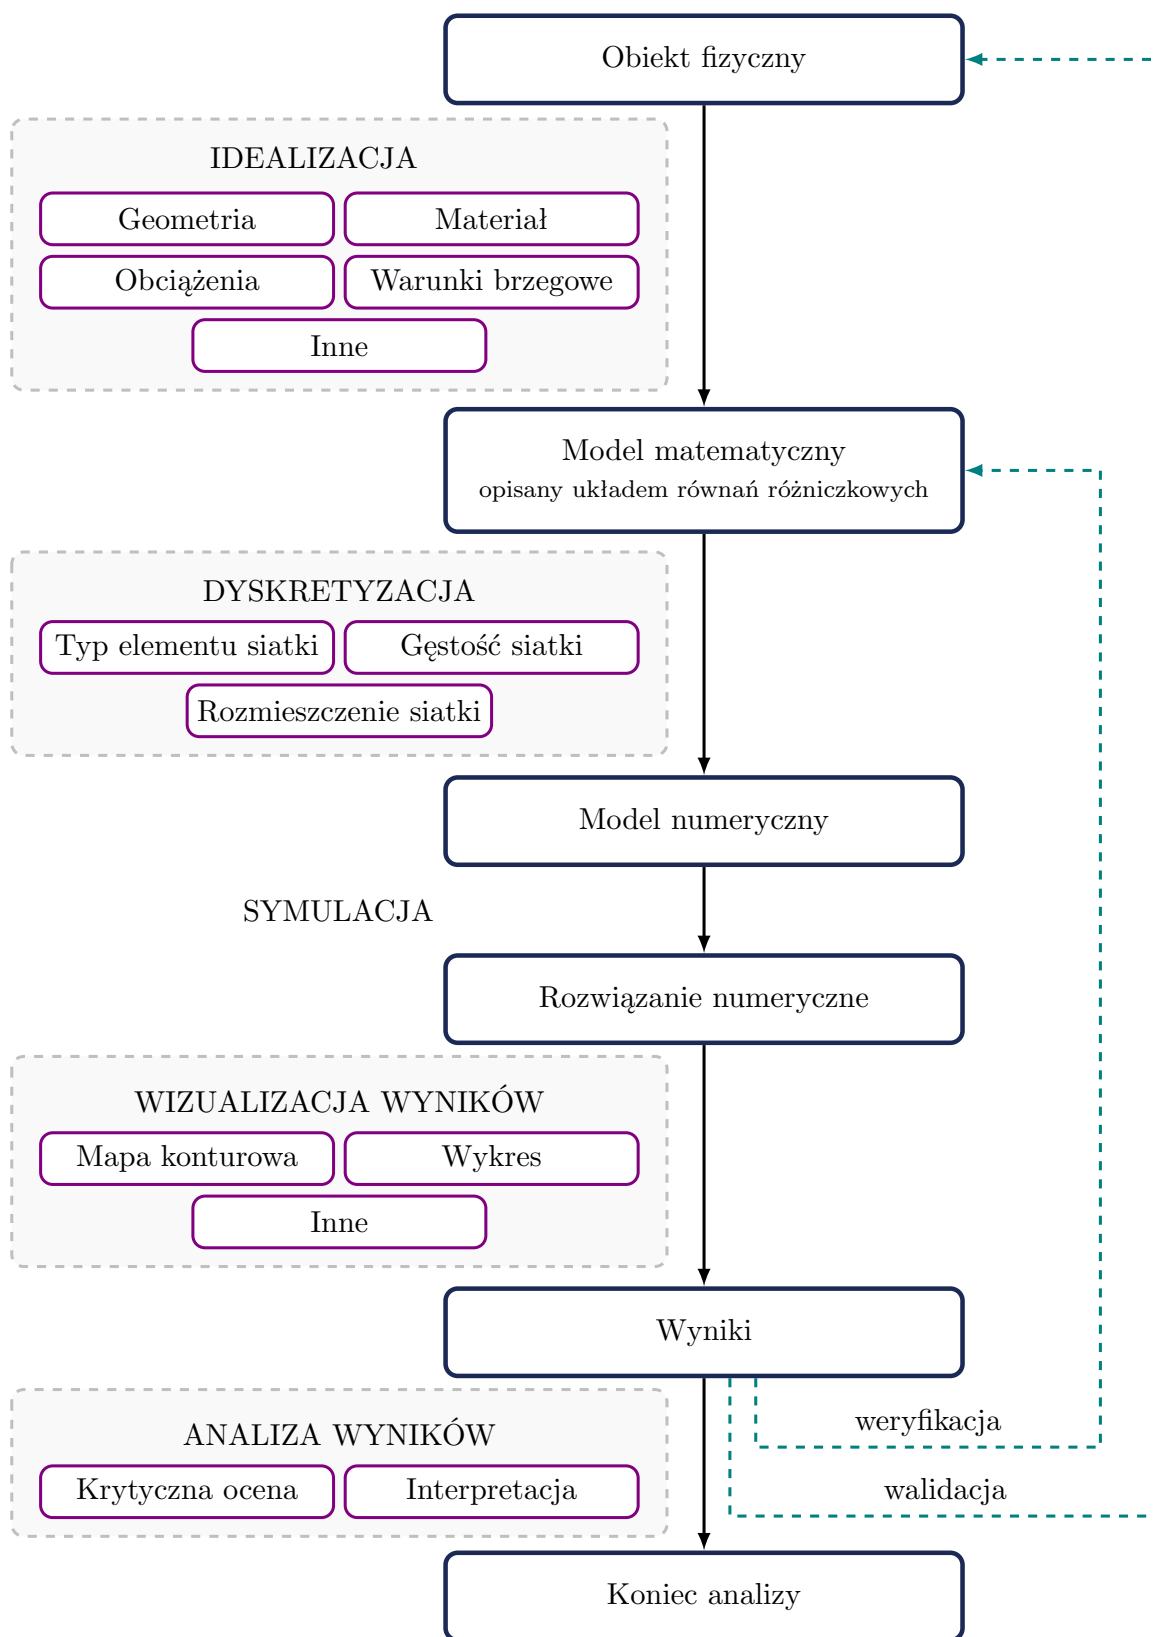 Obiekt fizyczny
IDEALIZACJA
Geometria
Materiał
Obciążenia
Warunki brzegowe
Inne
Model matematyczny
opisany układem równań różniczkowych
DYSKRETYZACJA
Typ elementu siatki
Gęstość siatki
Rozmieszczenie siatki
Model numeryczny
SYMULACJA
Rozwiązanie numeryczne
WIZUALIZACJA WYNIKÓW
Mapa konturowa
Wykres
Inne
Wyniki
ANALIZA WYNIKÓW
Krytyczna ocena
Interpretacja
weryfikacja
walidacja
Koniec analizy